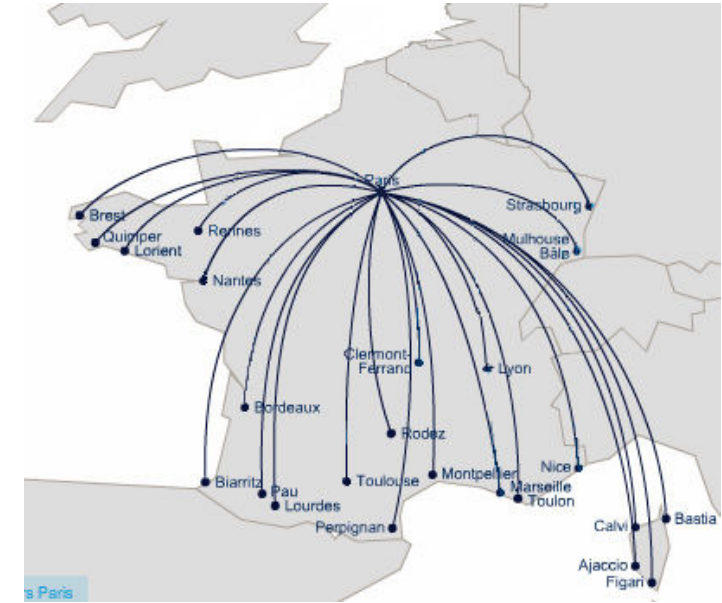 Paris
Strasbourg
Brest
Rennes
Mulhouse
Quimper
Bâle
Lorient
Nantes
Clermont-
Ferrand
Lyon
Bordeaux
Rodez
Nice
Montpellier
Biarritz
Toulouse
Marseille
Pau
Toulon
Lourdes
Bastia
Perpignan
Calvi
Ajaccio
Figari
s Paris